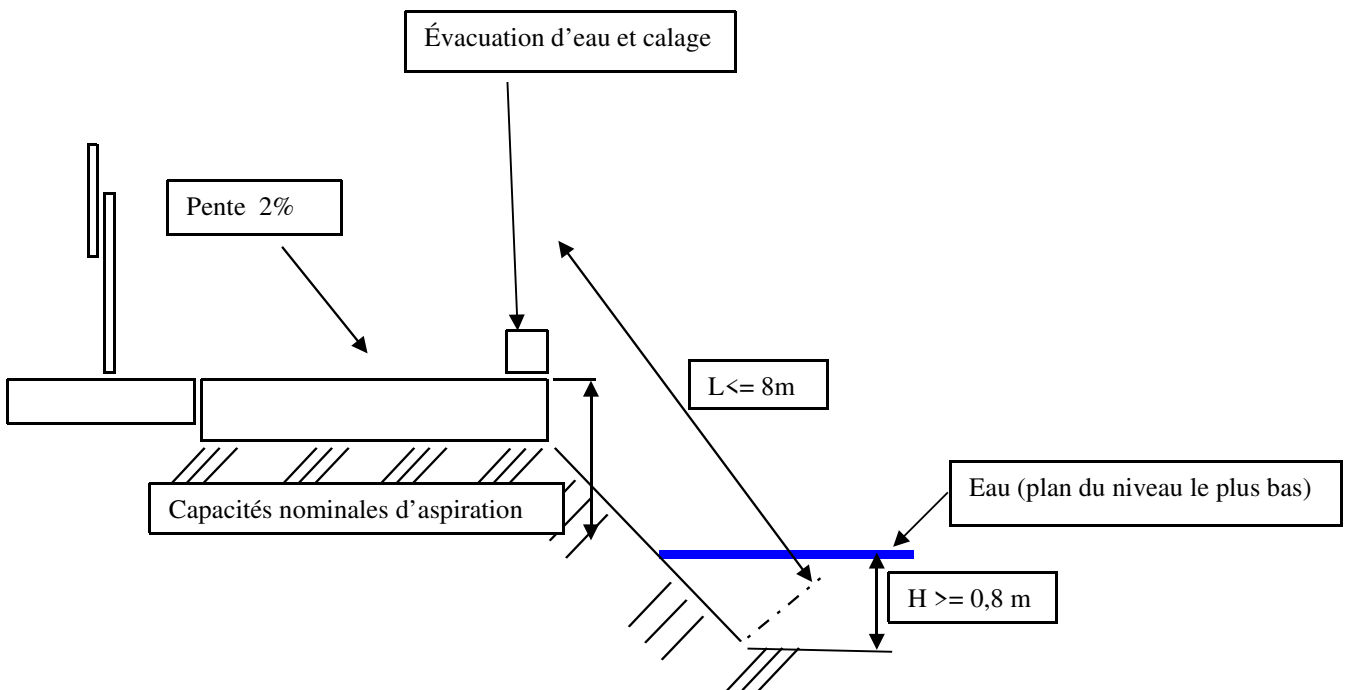 Évacuation d’eau et calage
Pente 2%
L<= 8m
Eau (plan du niveau le plus bas)
Capacités nominales d’aspiration
H >= 0,8 m